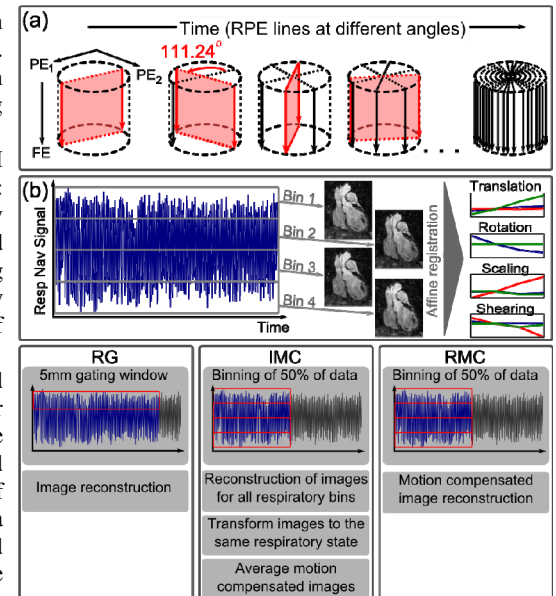 (a)
Time (RPE lines at different angles)
PE1
PE2
111.24°
FE
(b)
Resp Nav Signal
Time
Bin 1
Bin 2
Bin 3
Bin 4
Affine registration
Translation
Rotation
Scaling
Shearing
RG
5mm gating window
Image reconstruction
IMC
Binning of 50% of data
Reconstruction of images
for all respiratory bins
Transform images to the
same respiratory state
Average motion
compensated images
RMC
Binning of 50% of data
Motion compensated
image reconstruction